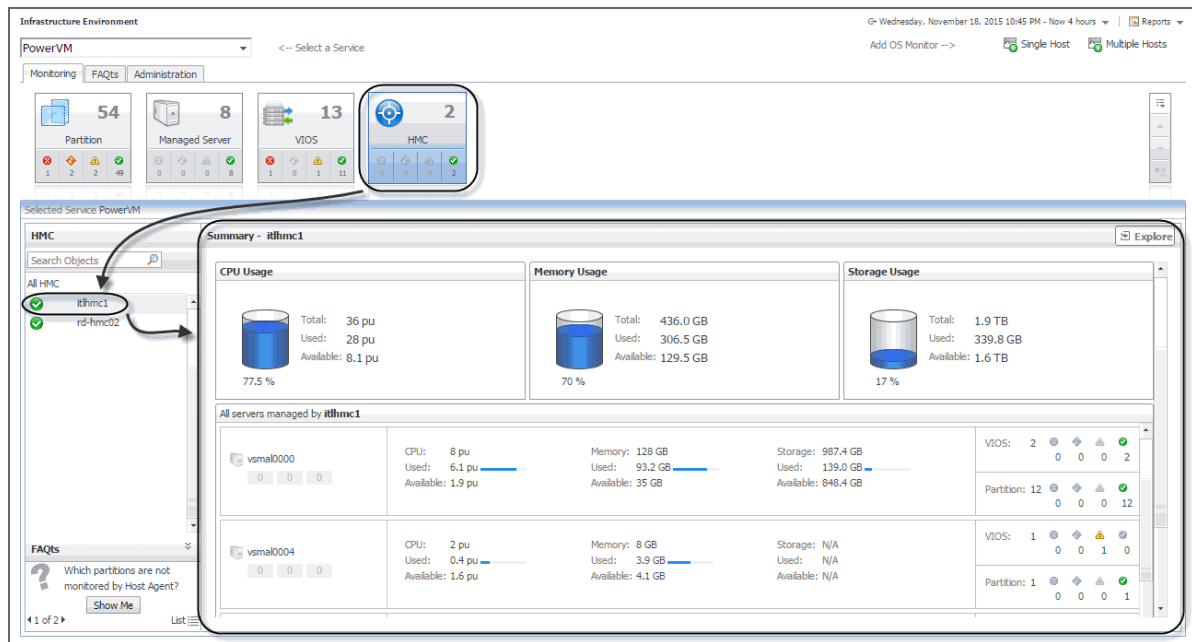 Infrastructure Environment
Wednesday, November 18, 2015 10:45 PM - Now 4 hours
Reports
PowerVM
<-- Select a Service
Add OS Monitor -->
Single Host
Multiple Hosts
Monitoring
FAQts
Administration
54
Partition
1 2 2 49
8
Managed Server
0 0 0 8
13
VIOS
1 0 1 11
2
HMC
0 0 0 2
Selected Service PowerVM
HMC
Search Objects
All HMC
itlhmc1
rd-hmc02
FAQts
Which partitions are not
monitored by Host Agent?
Show Me
1 of 2
List
Summary - itlhmc1
Explore
CPU Usage
Total: 36 pu
Used: 28 pu
Available: 8.1 pu
77.5 %
Memory Usage
Total: 436.0 GB
Used: 306.5 GB
Available: 129.5 GB
70 %
Storage Usage
Total: 1.9 TB
Used: 339.8 GB
Available: 1.6 TB
17 %
All servers managed by itlhmc1
vsmal0000
0 0 0
CPU: 8 pu
Used: 6.1 pu
Available: 1.9 pu
Memory: 128 GB
Used: 93.2 GB
Available: 35 GB
Storage: 987.4 GB
Used: 139.0 GB
Available: 848.4 GB
VIOS: 2
0 0 0 2
Partition: 12
0 0 0 12
vsmal0004
0 0 0
CPU: 2 pu
Used: 0.4 pu
Available: 1.6 pu
Memory: 8 GB
Used: 3.9 GB
Available: 4.1 GB
Storage: N/A
Used: N/A
Available: N/A
VIOS: 1
0 0 1 0
Partition: 1
0 0 0 1